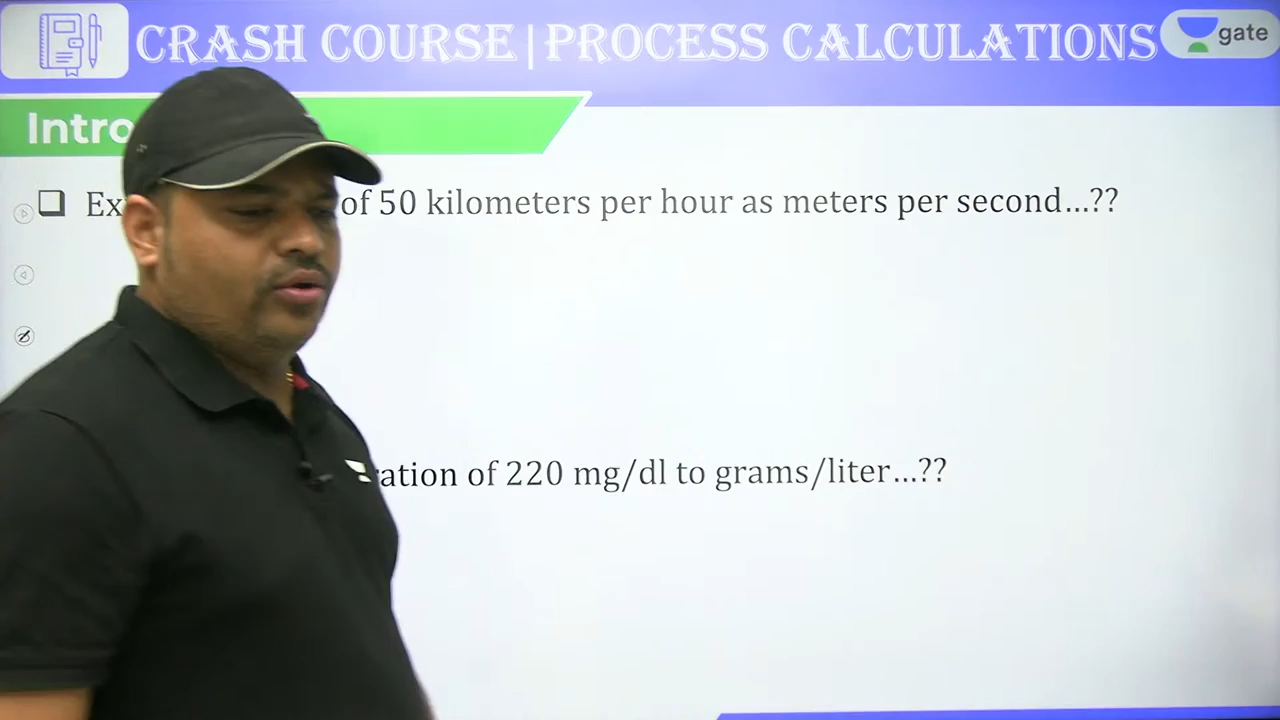 CRASH COURSE|PROCESS CALCULATIONS
gate
Intro
Ex of 50 kilometers per hour as meters per second...??
ration of 220 mg/dl to grams/liter...??